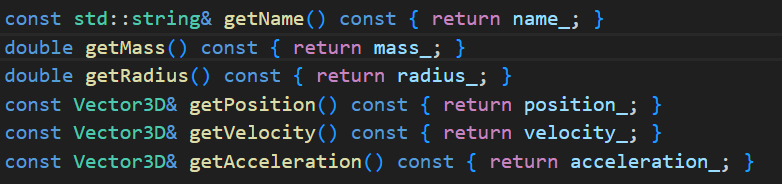 const std::string& getName() const { return name_; }
double getMass() const { return mass_; }
double getRadius() const { return radius_; }
const Vector3D& getPosition() const { return position_; }
const Vector3D& getVelocity() const { return velocity_; }
const Vector3D& getAcceleration() const { return acceleration_; }